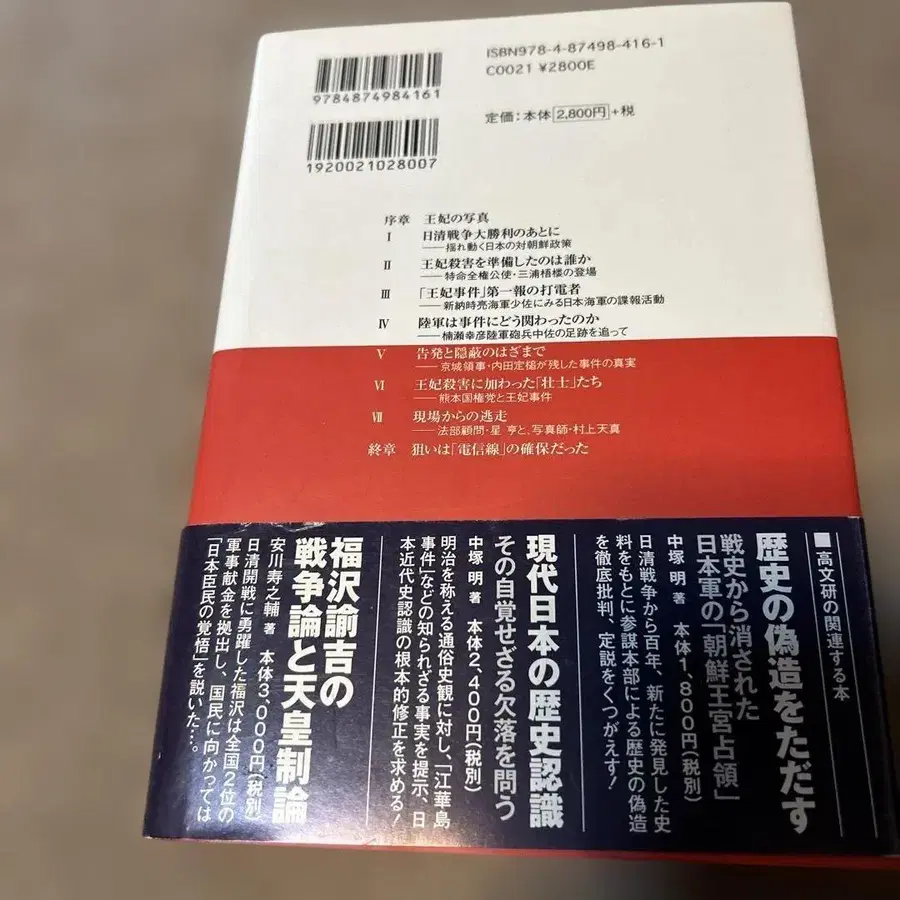 ISBN978-4-87498-416-1
C0021 ¥2800E
9784874984161
定価：本体 2,800円 +税
1920021028007
序章 王妃の写真
Ⅰ 日清戦争大勝利のあとに
――揺れ動く日本の対朝鮮政策
Ⅱ 王妃殺害を準備したのは誰か
――特命全権公使・三浦梧楼の登場
Ⅲ 「王妃事件」第一報の打電者
――新納時亮海軍少佐にみる日本海軍の諜報活動
Ⅳ 陸軍は事件にどう関わったのか
――楠瀬幸彦陸軍砲兵中佐の足跡を追って
Ⅴ 告発と隠蔽のはざまで
――京城領事・内田定槌が残した事件の真実
Ⅵ 王妃殺害に加わった「壮士」たち
――熊本国権党と王妃事件
Ⅶ 現場からの逃走
――法部顧問・星 亨と、写真師・村上天真
終章 狙いは「電信線」の確保だった
■高文研の関連する本
歴史の偽造をただす
戦史から消された
日本軍の「朝鮮王宮占領」
中塚 明 著 本体1,800円(税別)
日清戦争から百年、新たに発見した史
料をもとに参謀本部による歴史の偽造
を徹底批判、定説をくつがえす！
現代日本の歴史認識
その自覚せざる欠落を問う
中塚 明 著 本体2,400円(税別)
明治を称える通俗史観に対し、「江華島
事件」などの知られざる事実を提示、日
本近代史認識の根本的修正を求める！
福沢諭吉の
戦争論と天皇制論
安川寿之輔 著 本体3,000円(税別)
日清開戦に勇躍した福沢は全国2位の
軍事献金を拠出し、国民に向かっては
「日本臣民の覚悟」を説いた…。